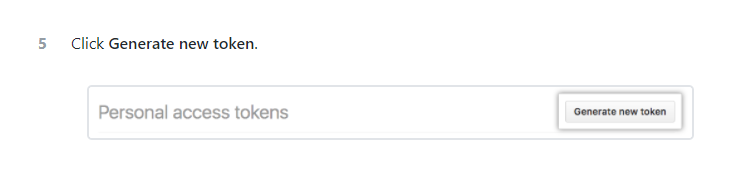 5 Click Generate new token.
Personal access tokens Generate new token